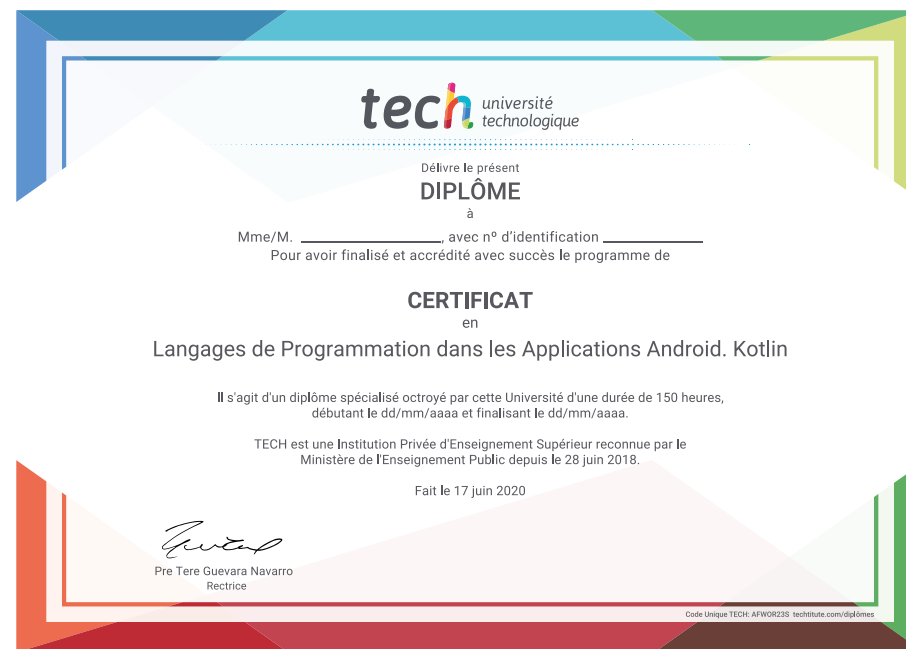 tech université
technologique
Délivre le présent
DIPLÔME
à
Mme/M. ____________________, avec nº d'identification ______________
Pour avoir finalisé et accrédité avec succès le programme de
CERTIFICAT
en
Langages de Programmation dans les Applications Android. Kotlin
Il s'agit d'un diplôme spécialisé octroyé par cette Université d'une durée de 150 heures,
débutant le dd/mm/aaaa et finalisant le dd/mm/aaaa.
TECH est une Institution Privée d'Enseignement Supérieur reconnue par le
Ministère de l'Enseignement Public depuis le 28 juin 2018.
Fait le 17 juin 2020
Pre Tere Guevara Navarro
Rectrice
Code Unique TECH: AFWOR23S techtitute.com/diplômes